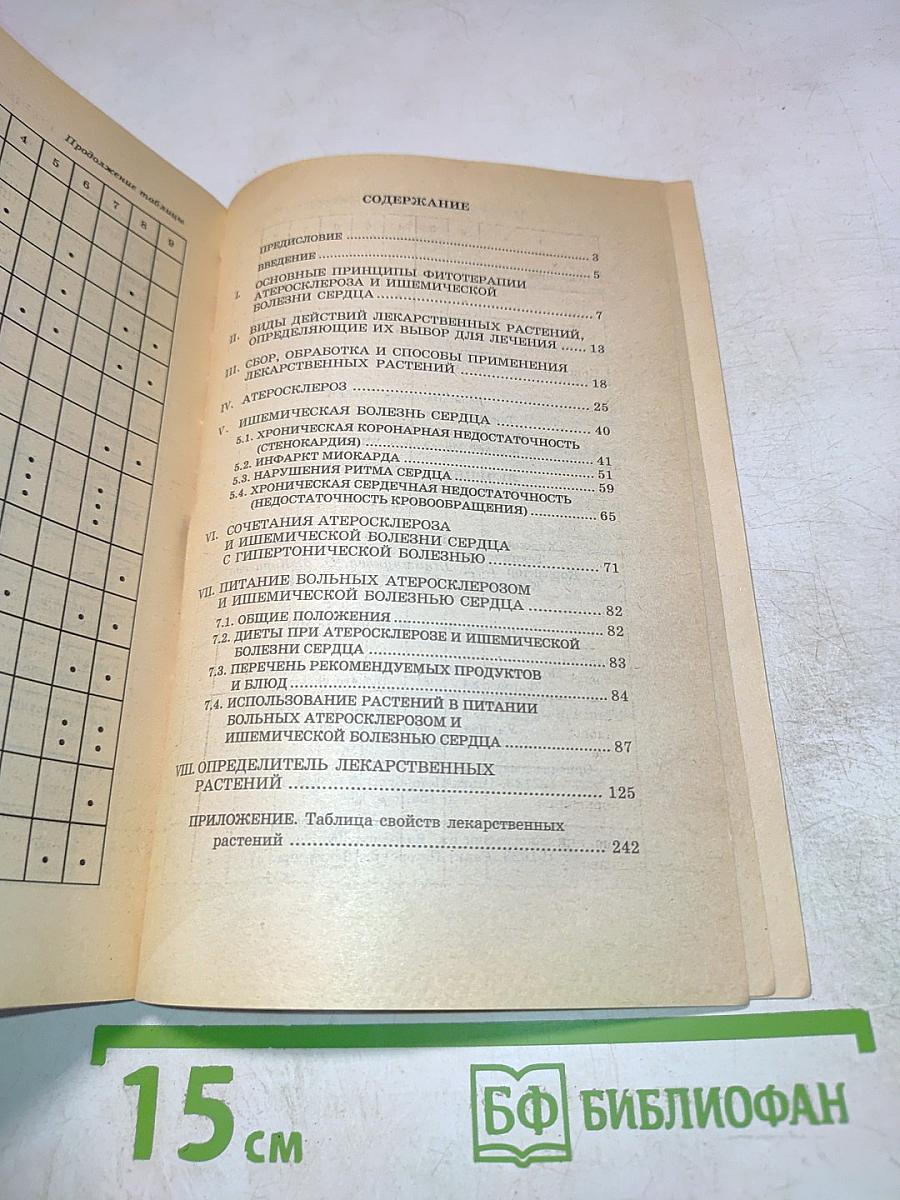 Продолжение таблицы
4 5 6 7 8 9
СОДЕРЖАНИЕ
ПРЕДИСЛОВИЕ ........ 3
ВВЕДЕНИЕ ........ 5
I. ОСНОВНЫЕ ПРИНЦИПЫ ФИТОТЕРАПИИ
АТЕРОСКЛЕРОЗА И ИШЕМИЧЕСКОЙ
БОЛЕЗНИ СЕРДЦА ........ 7
II. ВИДЫ ДЕЙСТВИЙ ЛЕКАРСТВЕННЫХ РАСТЕНИЙ,
ОПРЕДЕЛЯЮЩИЕ ИХ ВЫБОР ДЛЯ ЛЕЧЕНИЯ ...... 13
III. СБОР, ОБРАБОТКА И СПОСОБЫ ПРИМЕНЕНИЯ
ЛЕКАРСТВЕННЫХ РАСТЕНИЙ ........ 18
IV. АТЕРОСКЛЕРОЗ ........ 25
V. ИШЕМИЧЕСКАЯ БОЛЕЗНЬ СЕРДЦА ........ 40
5.1. ХРОНИЧЕСКАЯ КОРОНАРНАЯ НЕДОСТАТОЧНОСТЬ
(СТЕНОКАРДИЯ) ........ 41
5.2. ИНФАРКТ МИОКАРДА ........ 51
5.3. НАРУШЕНИЯ РИТМА СЕРДЦА ........ 59
5.4. ХРОНИЧЕСКАЯ СЕРДЕЧНАЯ НЕДОСТАТОЧНОСТЬ
(НЕДОСТАТОЧНОСТЬ КРОВООБРАЩЕНИЯ) ........ 65
VI. СОЧЕТАНИЯ АТЕРОСКЛЕРОЗА
И ИШЕМИЧЕСКОЙ БОЛЕЗНИ СЕРДЦА
С ГИПЕРТОНИЧЕСКОЙ БОЛЕЗНЬЮ ........ 71
VII. ПИТАНИЕ БОЛЬНЫХ АТЕРОСКЛЕРОЗОМ
И ИШЕМИЧЕСКОЙ БОЛЕЗНЬЮ СЕРДЦА ........ 82
7.1. ОБЩИЕ ПОЛОЖЕНИЯ ........ 82
7.2. ДИЕТЫ ПРИ АТЕРОСКЛЕРОЗЕ И ИШЕМИЧЕСКОЙ
БОЛЕЗНИ СЕРДЦА ........ 83
7.3. ПЕРЕЧЕНЬ РЕКОМЕНДУЕМЫХ ПРОДУКТОВ
И БЛЮД ........ 84
7.4. ИСПОЛЬЗОВАНИЕ РАСТЕНИЙ В ПИТАНИИ
БОЛЬНЫХ АТЕРОСКЛЕРОЗОМ И
ИШЕМИЧЕСКОЙ БОЛЕЗНЬЮ СЕРДЦА ........ 87
VIII. ОПРЕДЕЛИТЕЛЬ ЛЕКАРСТВЕННЫХ
РАСТЕНИЙ ........ 125
ПРИЛОЖЕНИЕ. Таблица свойств лекарственных
растений ........ 242
15 см
БФ БИБЛИОФАН